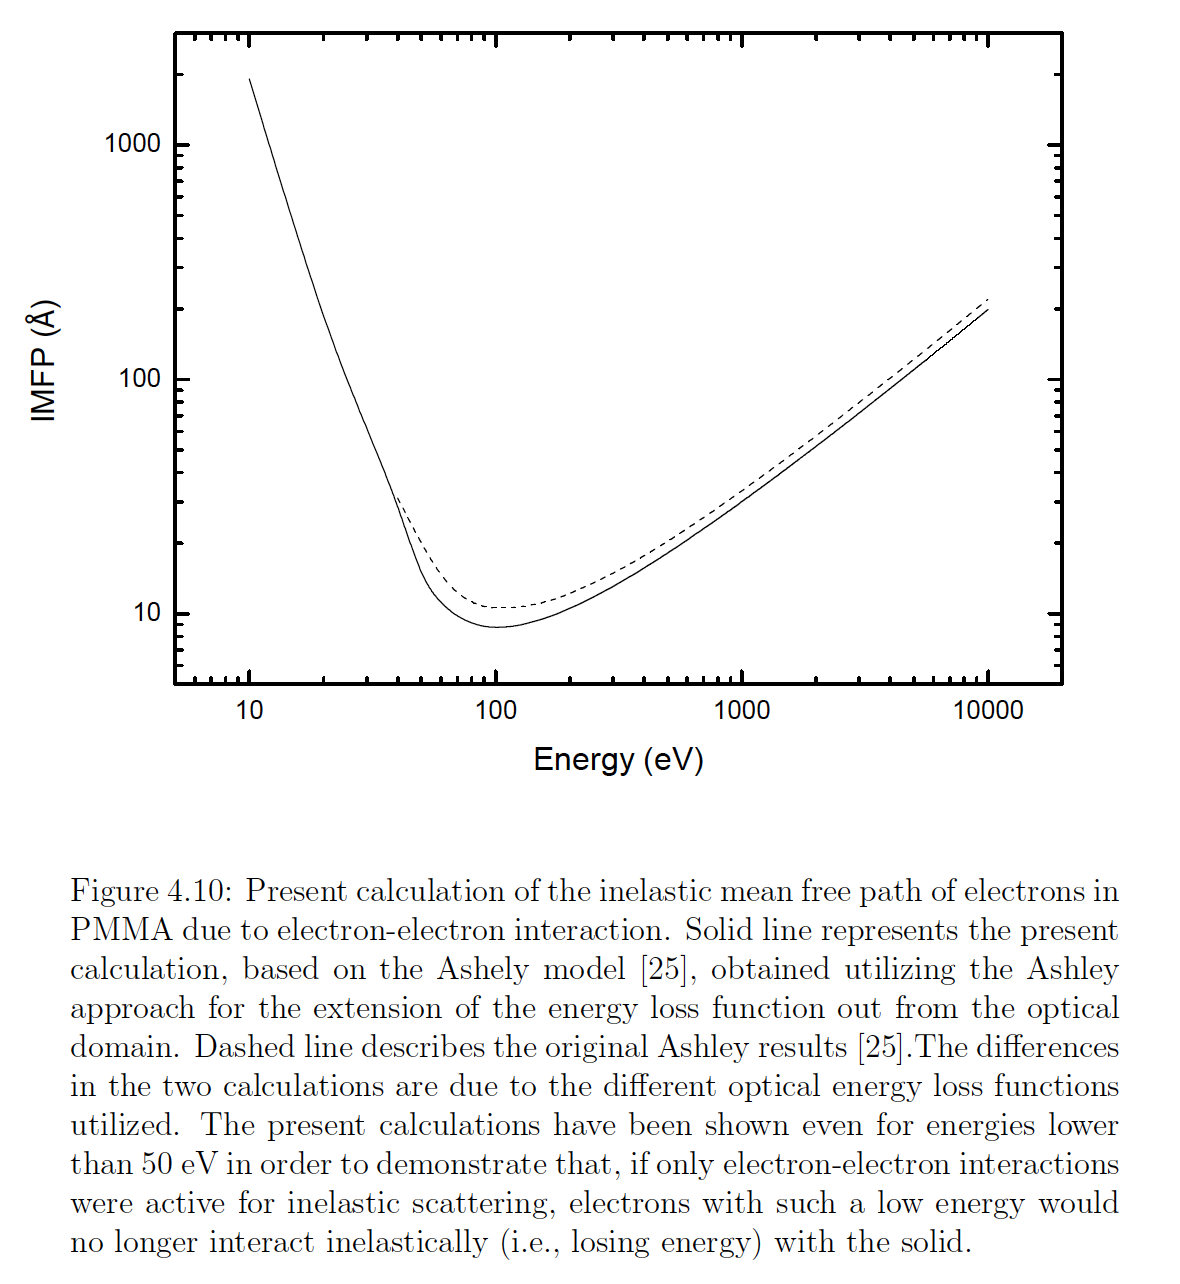 1000
100
10
IMFP (Å)
10
100
1000
10000
Energy (eV)
Figure 4.10: Present calculation of the inelastic mean free path of electrons in
PMMA due to electron-electron interaction. Solid line represents the present
calculation, based on the Ashely model [25], obtained utilizing the Ashley
approach for the extension of the energy loss function out from the optical
domain. Dashed line describes the original Ashley results [25].The differences
in the two calculations are due to the different optical energy loss functions
utilized. The present calculations have been shown even for energies lower
than 50 eV in order to demonstrate that, if only electron-electron interactions
were active for inelastic scattering, electrons with such a low energy would
no longer interact inelastically (i.e., losing energy) with the solid.